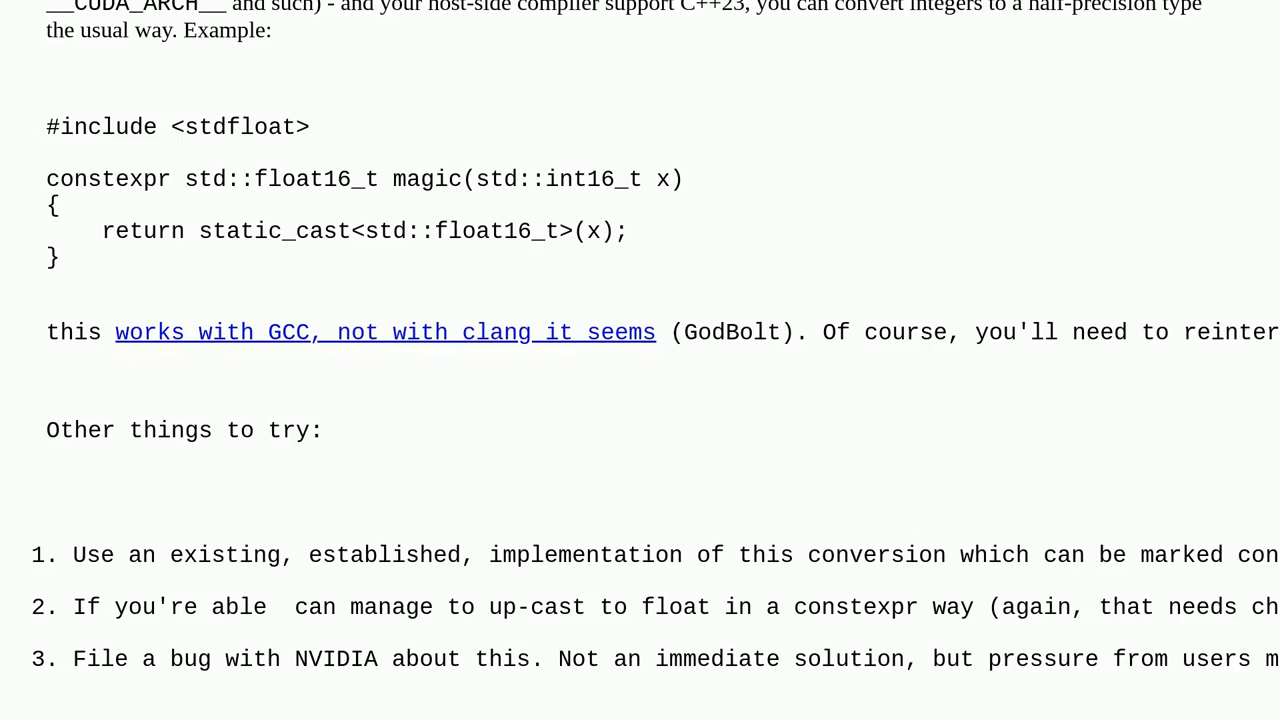 __CUDA_ARCH__ and such) - and your host-side compiler support C++23, you can convert integers to a half-precision type
the usual way. Example:
#include <stdfloat>
constexpr std::float16_t magic(std::int16_t x)
{
    return static_cast<std::float16_t>(x);
}
this works with GCC, not with clang it seems (GodBolt). Of course, you'll need to reinter
Other things to try:
1. Use an existing, established, implementation of this conversion which can be marked con
2. If you're able  can manage to up-cast to float in a constexpr way (again, that needs ch
3. File a bug with NVIDIA about this. Not an immediate solution, but pressure from users m